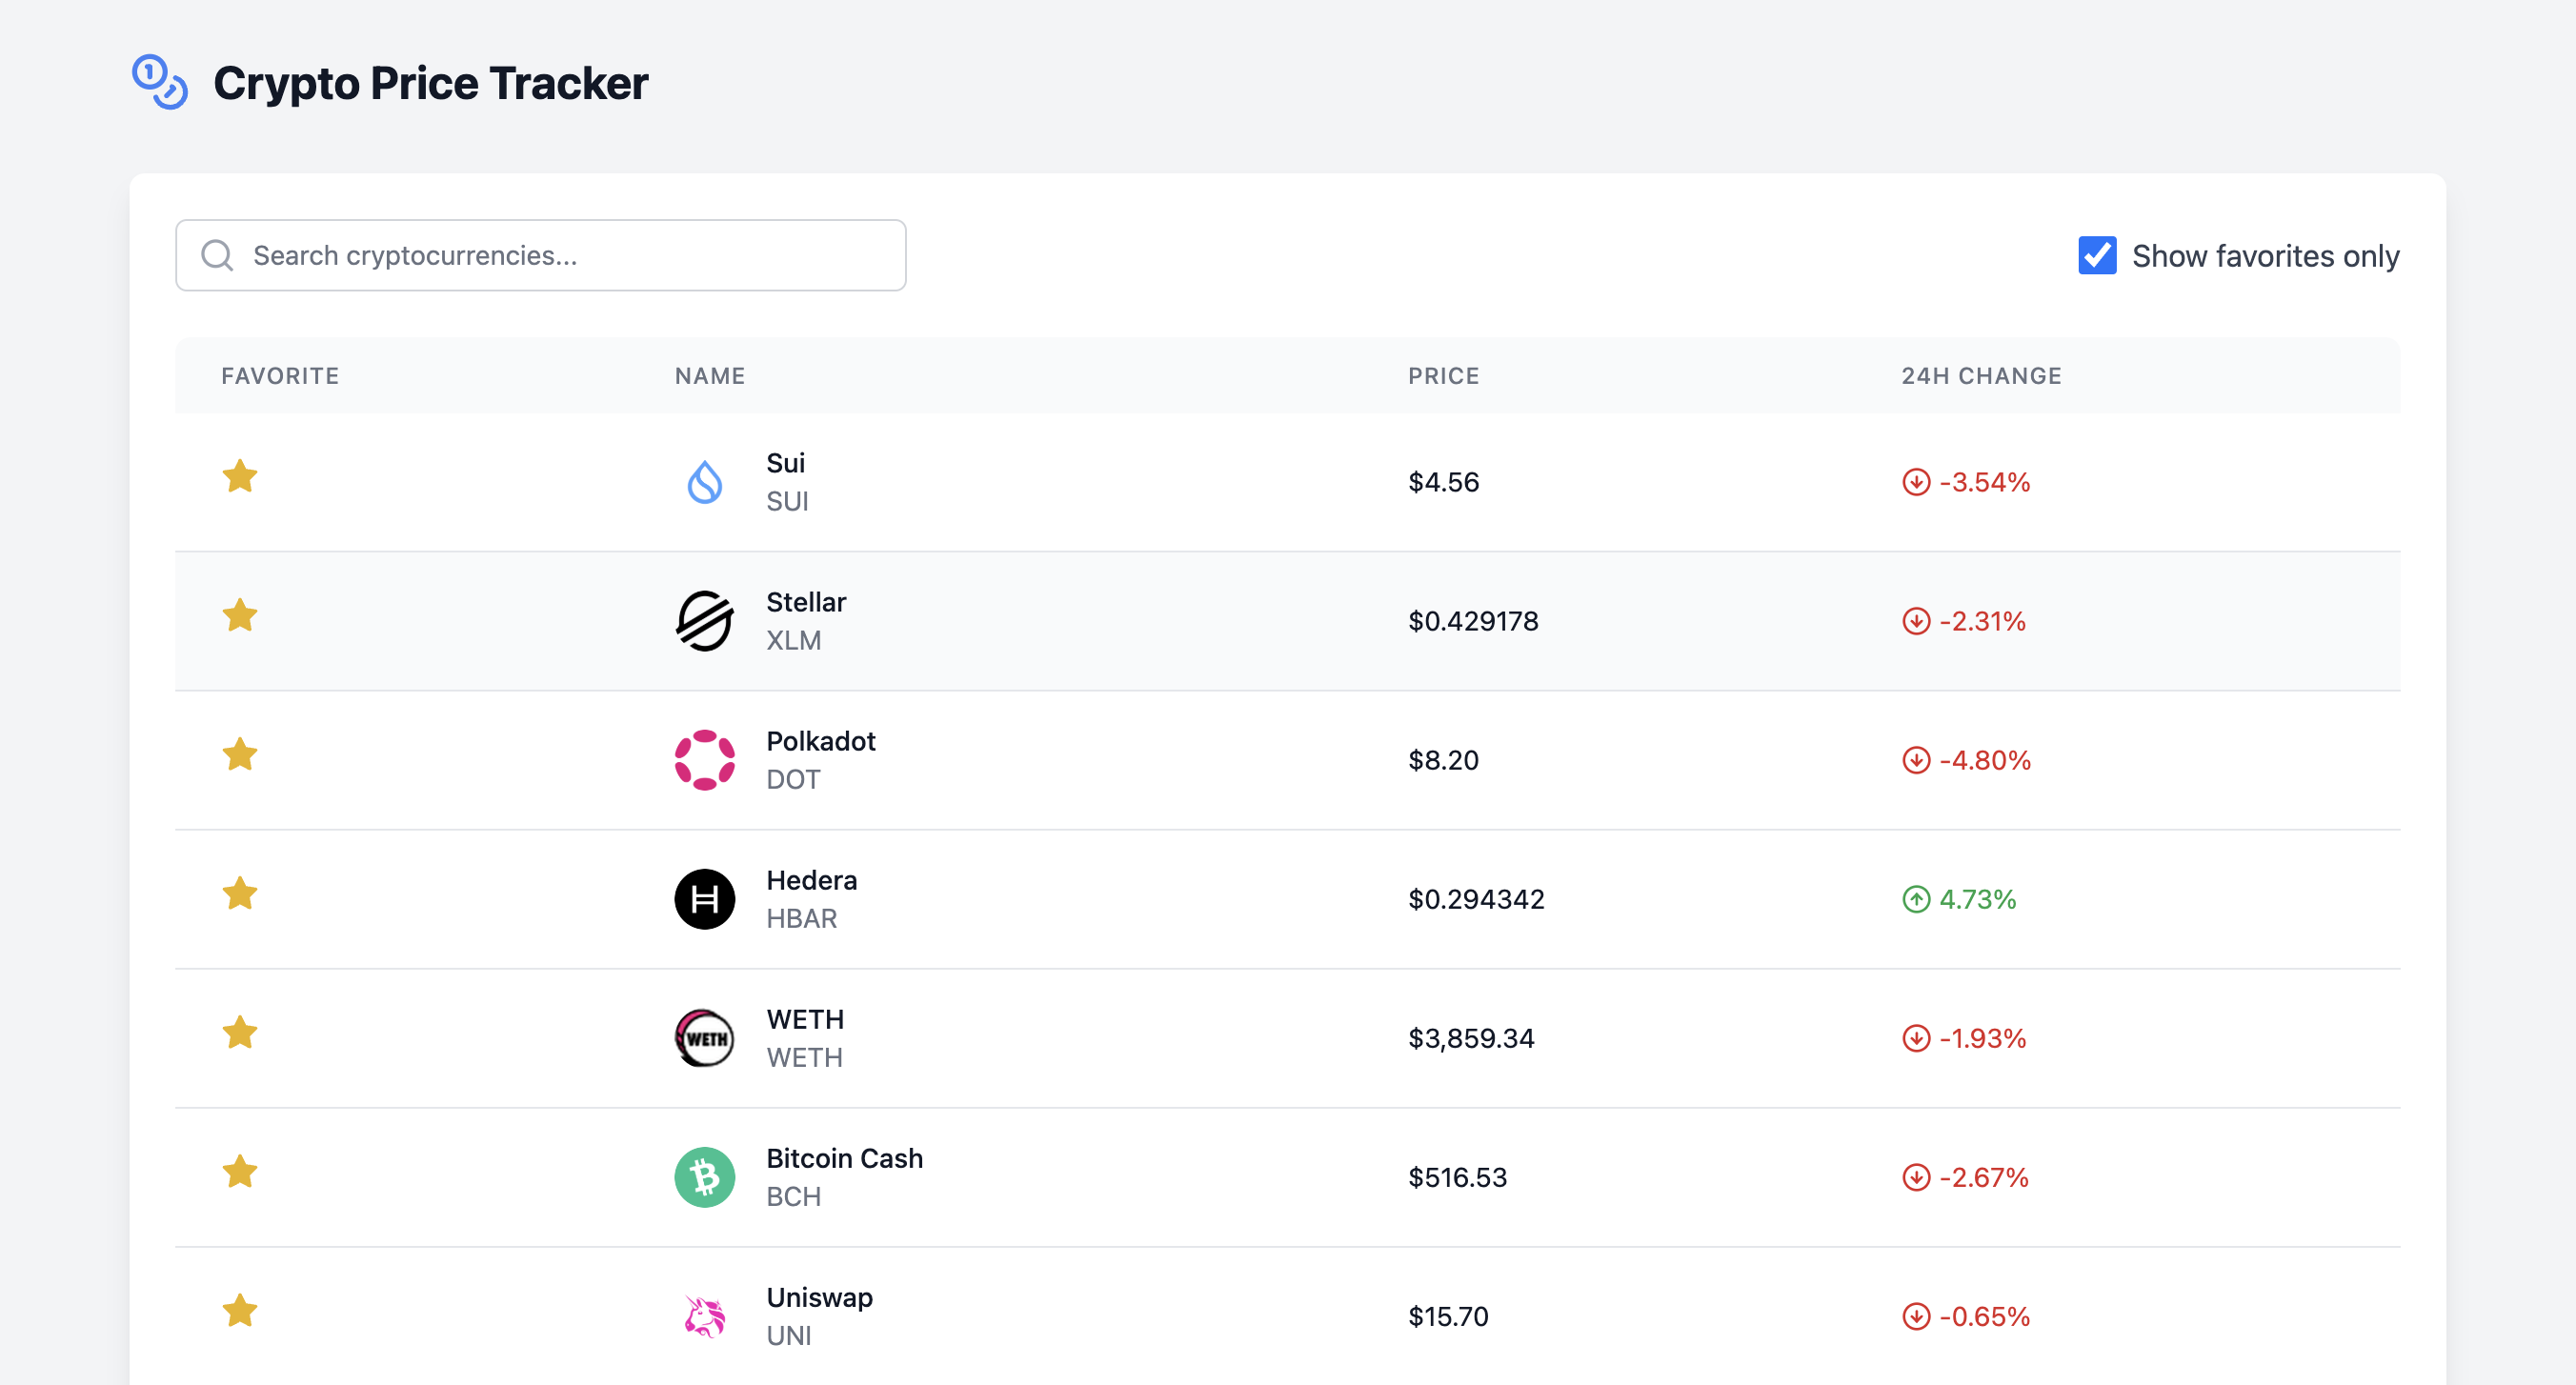 Crypto Price Tracker
Search cryptocurrencies...
Show favorites only
FAVORITE NAME PRICE 24H CHANGE
Sui
SUI
$4.56
-3.54%
Stellar
XLM
$0.429178
-2.31%
Polkadot
DOT
$8.20
-4.80%
Hedera
HBAR
$0.294342
4.73%
WETH
WETH
WETH
$3,859.34
-1.93%
Bitcoin Cash
BCH
$516.53
-2.67%
Uniswap
UNI
$15.70
-0.65%